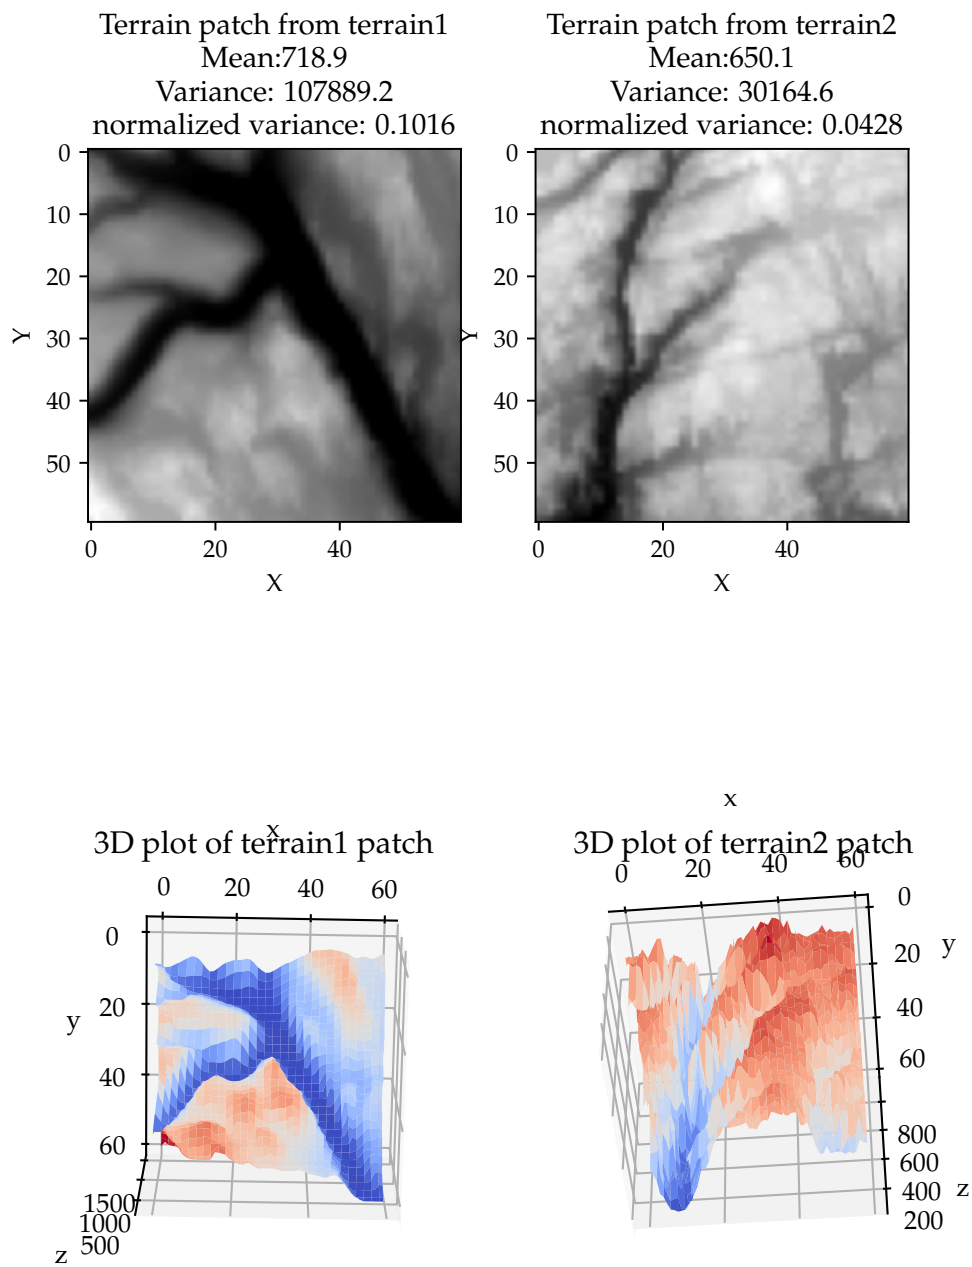 Terrain patch from terrain1
Mean:718.9
Variance: 107889.2
normalized variance: 0.1016
0
10
20
30
40
50
Y
0
20
40
X
Terrain patch from terrain2
Mean:650.1
Variance: 30164.6
normalized variance: 0.0428
0
10
20
30
40
50
Y
0
20
40
X
x
3D plot of terrain1 patch
0
20
40
60
0
20
40
60
y
1500
1000
500
z
x
3D plot of terrain2 patch
0
20
40
60
0
20
40
60
y
800
600
400
200
z